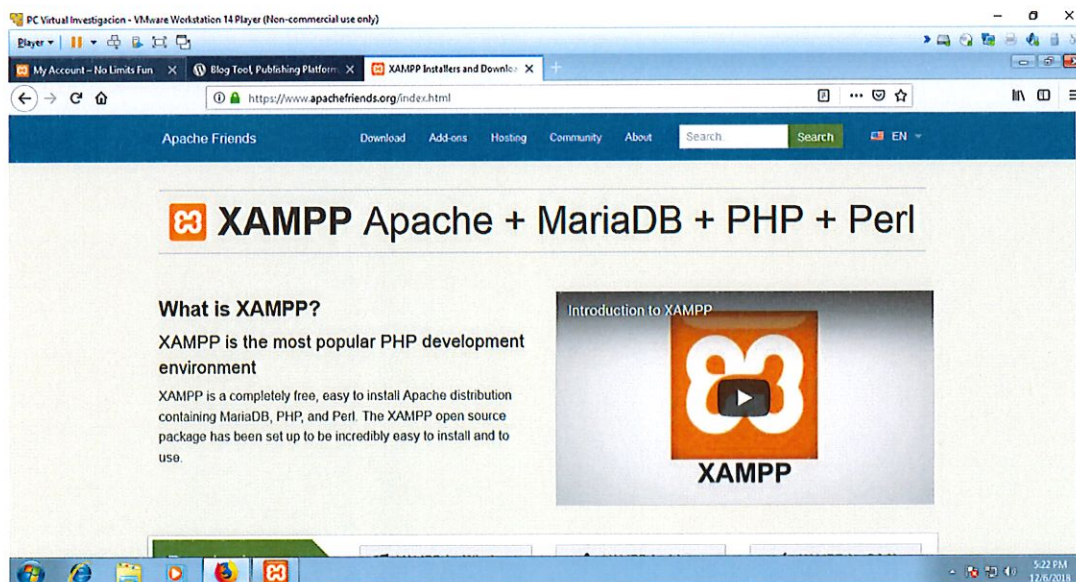 PC Virtual Investigacion - VMware Workstation 14 Player (Non-commercial use only)
Player
My Account – No Limits Fun
Blog Tool, Publishing Platform
XAMPP Installers and Downlo
https://www.apachefriends.org/index.html
Apache Friends Download Add-ons Hosting Community About Search... Search EN
XAMPP Apache + MariaDB + PHP + Perl
What is XAMPP?
XAMPP is the most popular PHP development
environment
XAMPP is a completely free, easy to install Apache distribution
containing MariaDB, PHP, and Perl. The XAMPP open source
package has been set up to be incredibly easy to install and to
use.
Introduction to XAMPP
XAMPP
5:22 PM
12/6/2018